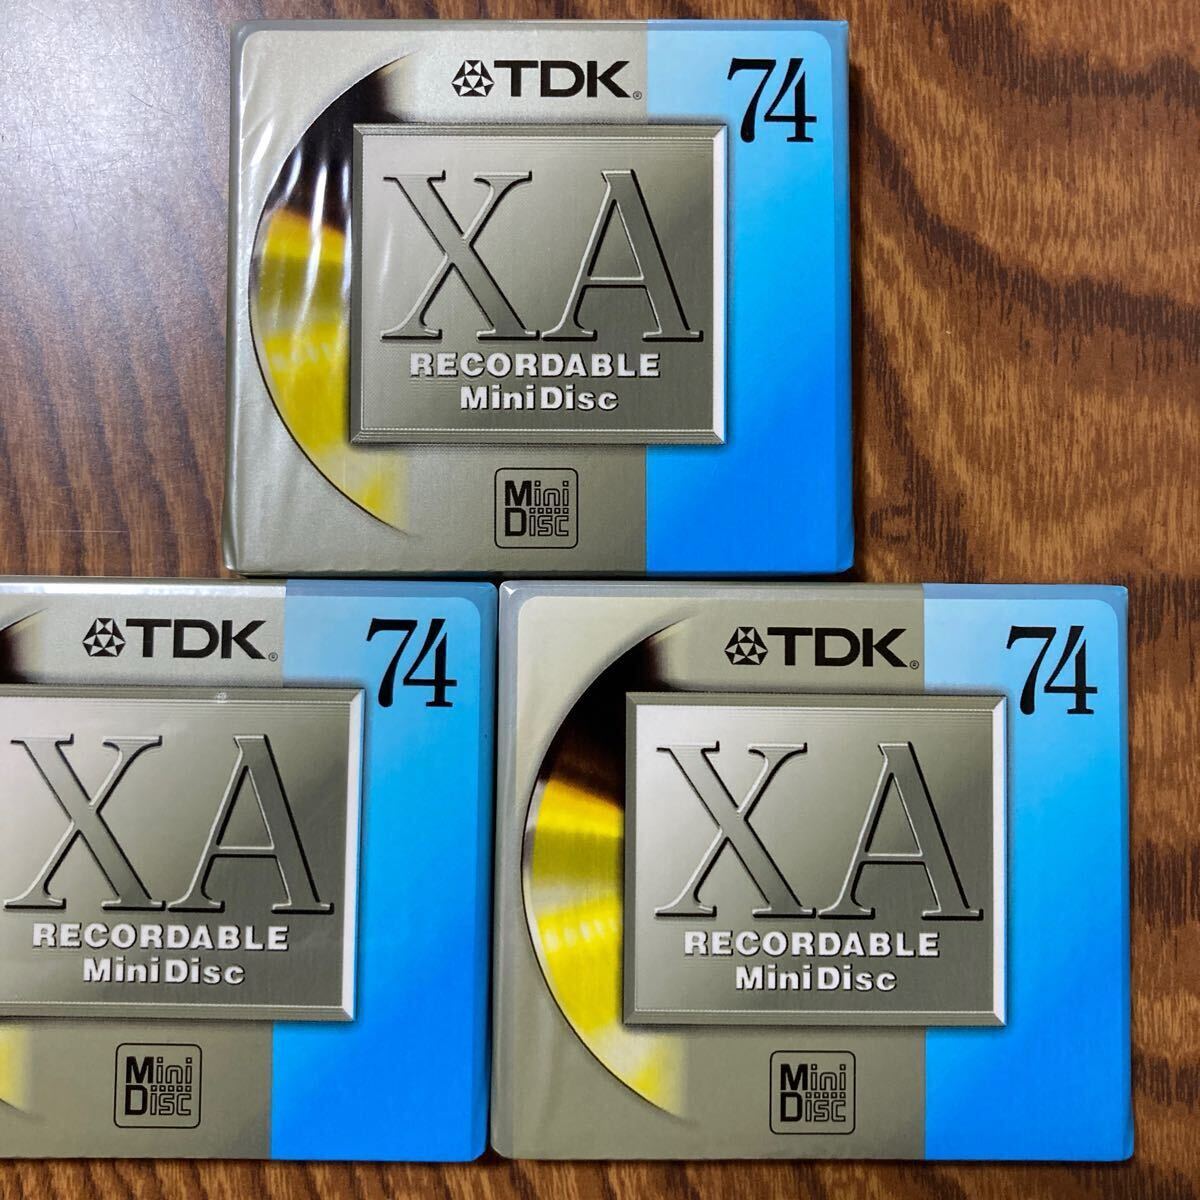 TDK®
74
XA
RECORDABLE
MiniDisc
Mini
Disc
TDK®
74
XA
RECORDABLE
MiniDisc
Mini
Disc
TDK®
74
XA
RECORDABLE
MiniDisc
Mini
Disc